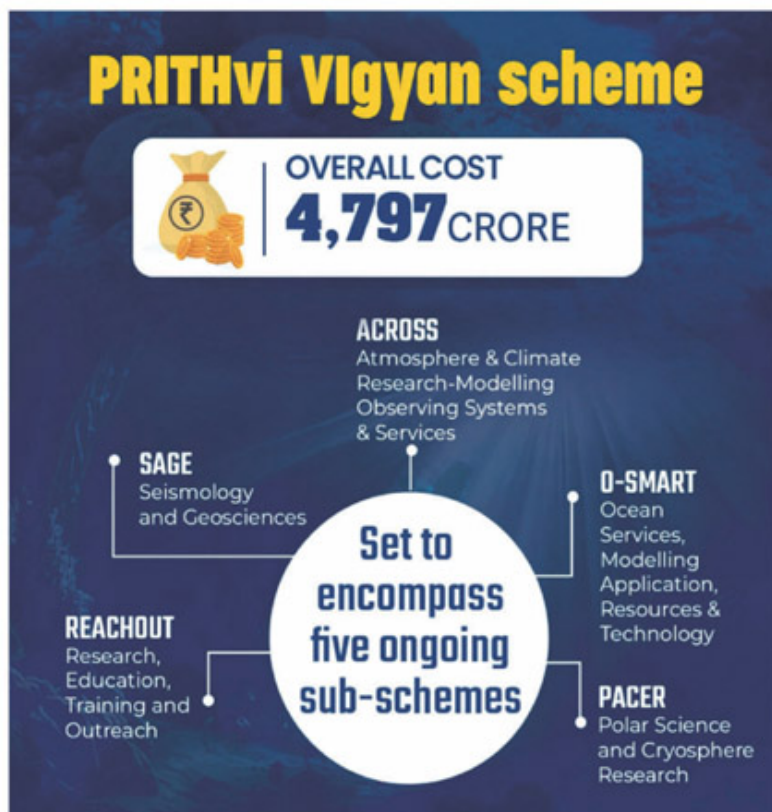 PRITHvi VIgyan scheme
₹
OVERALL COST
4,797 CRORE
ACROSS
Atmosphere & Climate
Research-Modelling
Observing Systems
& Services
SAGE
Seismology
and Geosciences
O-SMART
Ocean
Services,
Modelling
Application,
Resources &
Technology
Set to
encompass
five ongoing
sub-schemes
REACHOUT
Research,
Education,
Training and
Outreach
PACER
Polar Science
and Cryosphere
Research